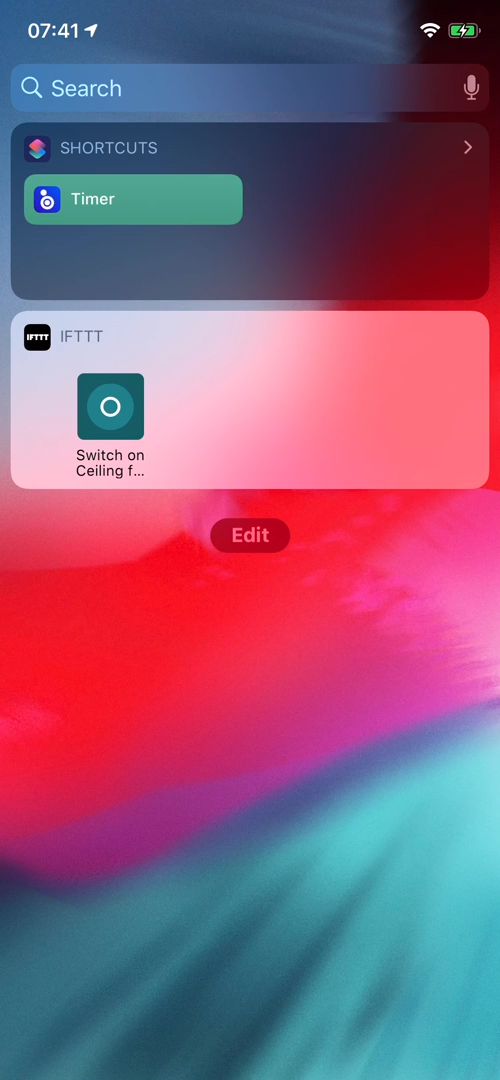 07:41
Search
SHORTCUTS
Timer
IFTTT
IFTTT
Switch on
Ceiling f...
Edit